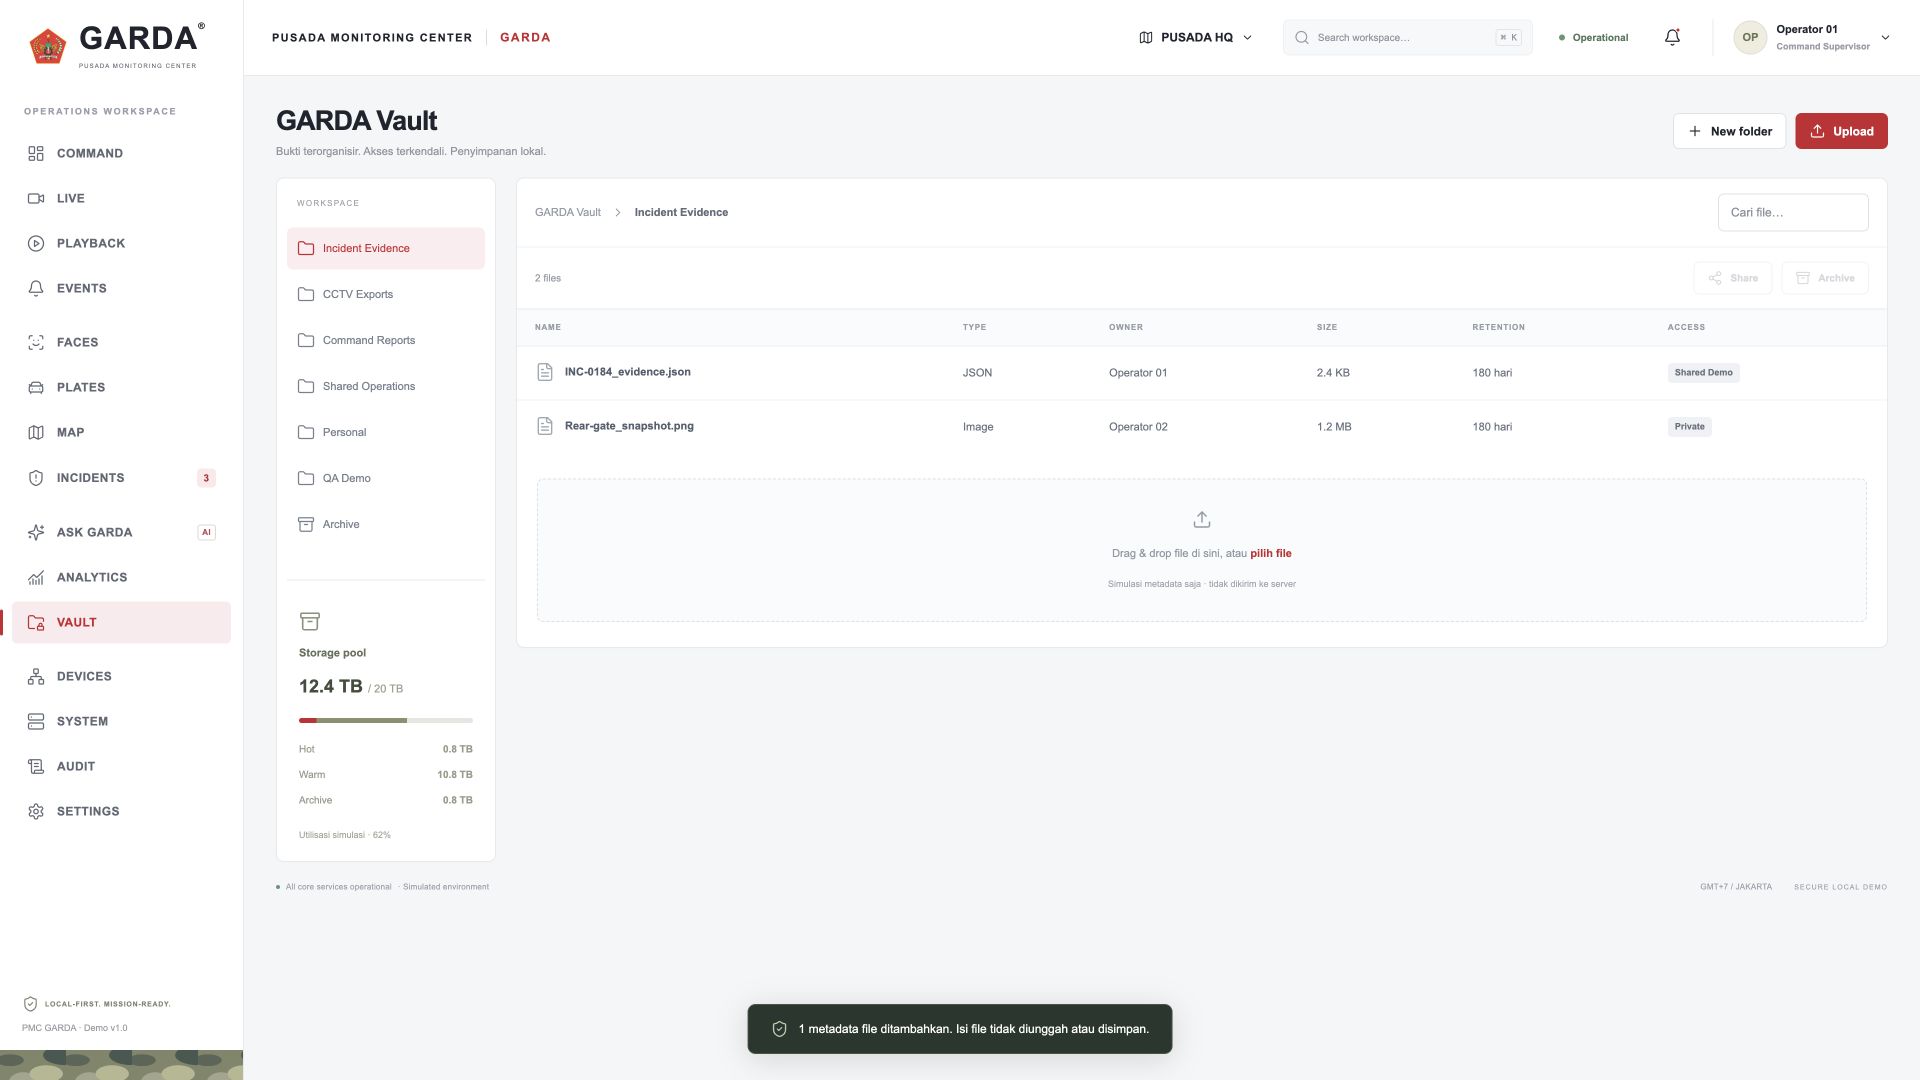 GARDA®
PUSADA MONITORING CENTER
PUSADA MONITORING CENTER
GARDA
PUSADA HQ
Search workspace...
⌘ K
Operational
OP
Operator 01
Command Supervisor
OPERATIONS WORKSPACE
COMMAND
LIVE
PLAYBACK
EVENTS
FACES
PLATES
MAP
INCIDENTS
3
ASK GARDA
AI
ANALYTICS
VAULT
DEVICES
SYSTEM
AUDIT
SETTINGS
LOCAL-FIRST. MISSION-READY.
PMC GARDA · Demo v1.0
GARDA Vault
Bukti terorganisir. Akses terkendali. Penyimpanan lokal.
New folder
Upload
WORKSPACE
Incident Evidence
CCTV Exports
Command Reports
Shared Operations
Personal
QA Demo
Archive
Storage pool
12.4 TB / 20 TB
Hot 0.8 TB
Warm 10.8 TB
Archive 0.8 TB
Utilisasi simulasi · 62%
GARDA Vault > Incident Evidence
Cari file...
2 files
Share
Archive
NAME TYPE OWNER SIZE RETENTION ACCESS
INC-0184_evidence.json JSON Operator 01 2.4 KB 180 hari Shared Demo
Rear-gate_snapshot.png Image Operator 02 1.2 MB 180 hari Private
Drag & drop file di sini, atau pilih file
Simulasi metadata saja · tidak dikirim ke server
All core services operational · Simulated environment
GMT+7 / JAKARTA
SECURE LOCAL DEMO
1 metadata file ditambahkan. Isi file tidak diunggah atau disimpan.